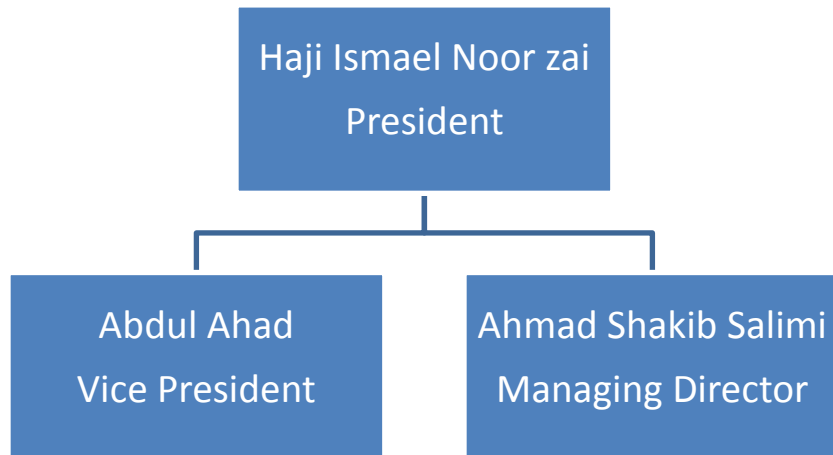 Haji Ismael Noor zai
President
Abdul Ahad
Vice President
Ahmad Shakib Salimi
Managing Director